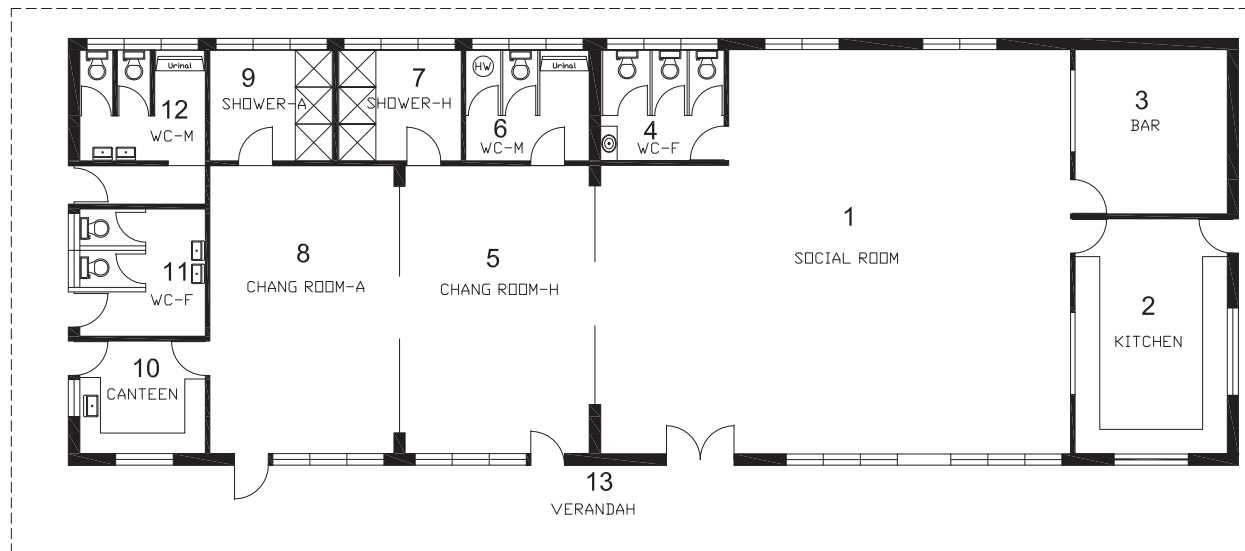 Urinal
9
SHOWER-A
7
SHOWER-H
HW
Urinal
12
WC-M
6
WC-M
4
WC-F
3
BAR
1
SOCIAL ROOM
8
CHANG ROOM-A
5
CHANG ROOM-H
11
WC-F
2
KITCHEN
10
CANTEEN
13
VERANDAH